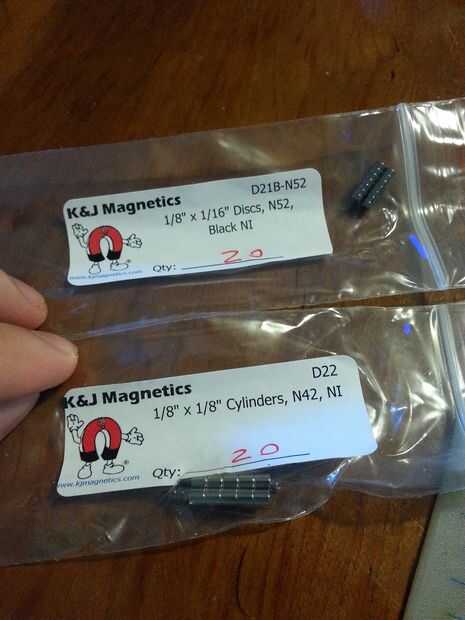 K&J Magnetics
D21B-N52
1/8" x 1/16" Discs, N52,
Black NI
Qty: 20
www.kjmagnetics.com
K&J Magnetics
D22
1/8" x 1/8" Cylinders, N42, NI
Qty: 20
www.kjmagnetics.com